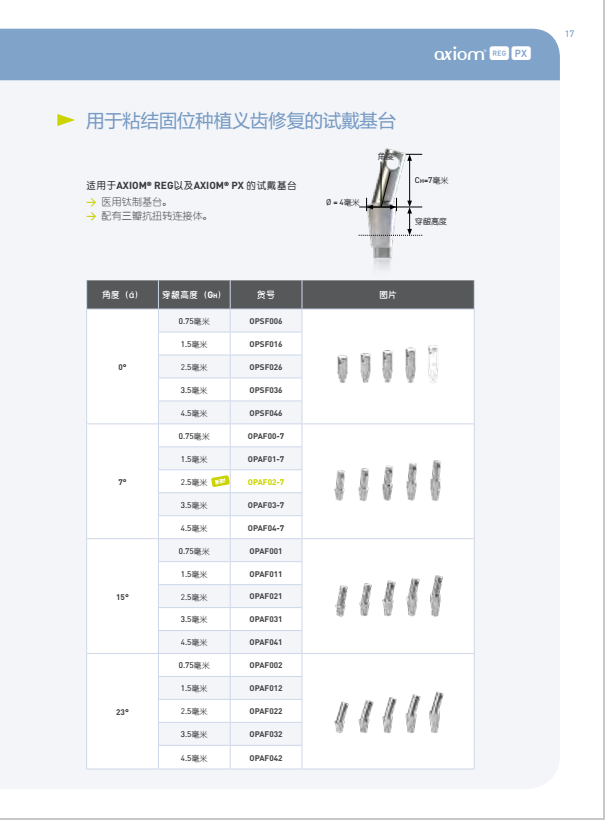 17
axiom® REG PX
用于粘结固位种植义齿修复的试戴基台
适用于AXIOM® REG以及AXIOM® PX 的试戴基台
→ 医用钛制基台。
→ 配有三瓣抗扭转连接体。
角度
CH=7毫米
Ø = 4毫米
穿龈高度
角度（α） 穿龈高度（GH） 货号 图片
0°
0.75毫米 OPSF006
1.5毫米 OPSF016
2.5毫米 OPSF026
3.5毫米 OPSF036
4.5毫米 OPSF046
7°
0.75毫米 OPAF00-7
1.5毫米 OPAF01-7
2.5毫米 OPAF02-7
3.5毫米 OPAF03-7
4.5毫米 OPAF04-7
15°
0.75毫米 OPAF001
1.5毫米 OPAF011
2.5毫米 OPAF021
3.5毫米 OPAF031
4.5毫米 OPAF041
23°
0.75毫米 OPAF002
1.5毫米 OPAF012
2.5毫米 OPAF022
3.5毫米 OPAF032
4.5毫米 OPAF042